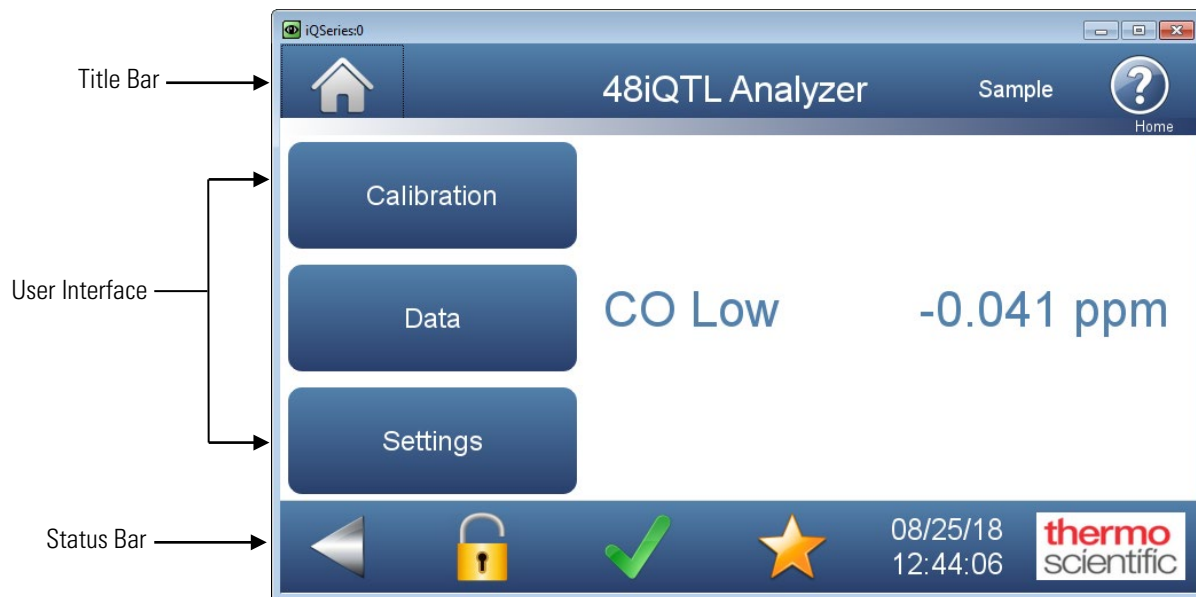 iQSeries:0
Title Bar
48iQTL Analyzer
Sample
?
Home
Calibration
User Interface
Data
CO Low -0.041 ppm
Settings
Status Bar
08/25/18
12:44:06
thermo
scientific